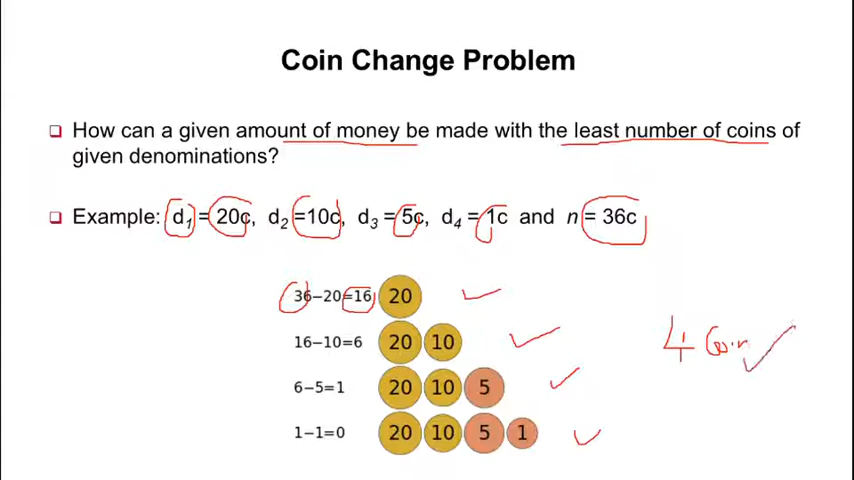 Coin Change Problem
How can a given amount of money be made with the least number of coins of
given denominations?
Example: d1 = 20c, d2 =10c, d3 = 5c, d4 = 1c and n = 36c
36−20=16 20
16−10=6 20 10
6−5=1 20 10 5
1−1=0 20 10 5 1
4 Coin